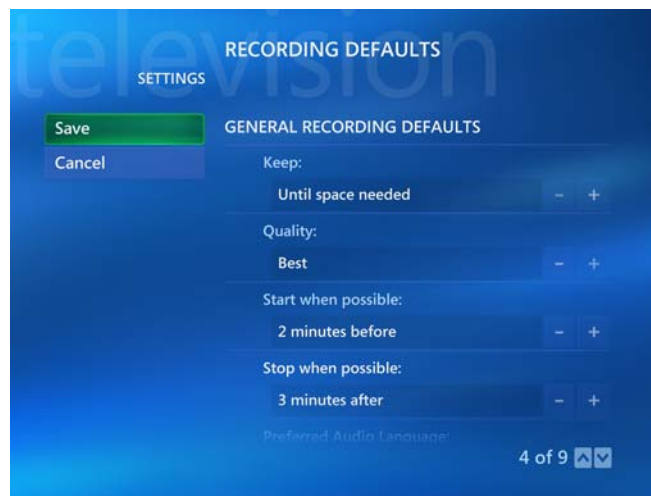 television
RECORDING DEFAULTS
SETTINGS
Save
Cancel
GENERAL RECORDING DEFAULTS
Keep:
Until space needed - +
Quality:
Best - +
Start when possible:
2 minutes before - +
Stop when possible:
3 minutes after - +
Preferred Audio Language:
4 of 9